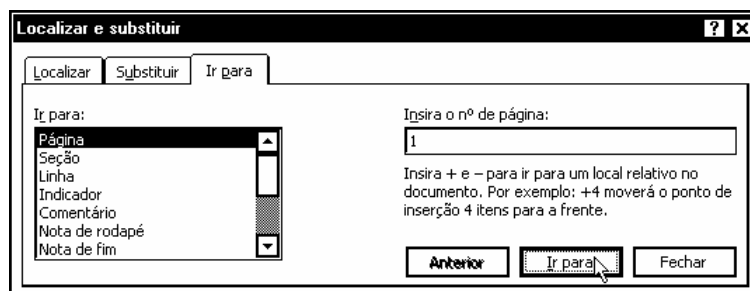 Localizar e substituir
Localizar Substituir Ir para
Ir para:
Página
Seção
Linha
Indicador
Comentário
Nota de rodapé
Nota de fim
Insira o nº de página:
1
Insira + e – para ir para um local relativo no
documento. Por exemplo: +4 moverá o ponto de
inserção 4 itens para a frente.
Anterior Ir para Fechar